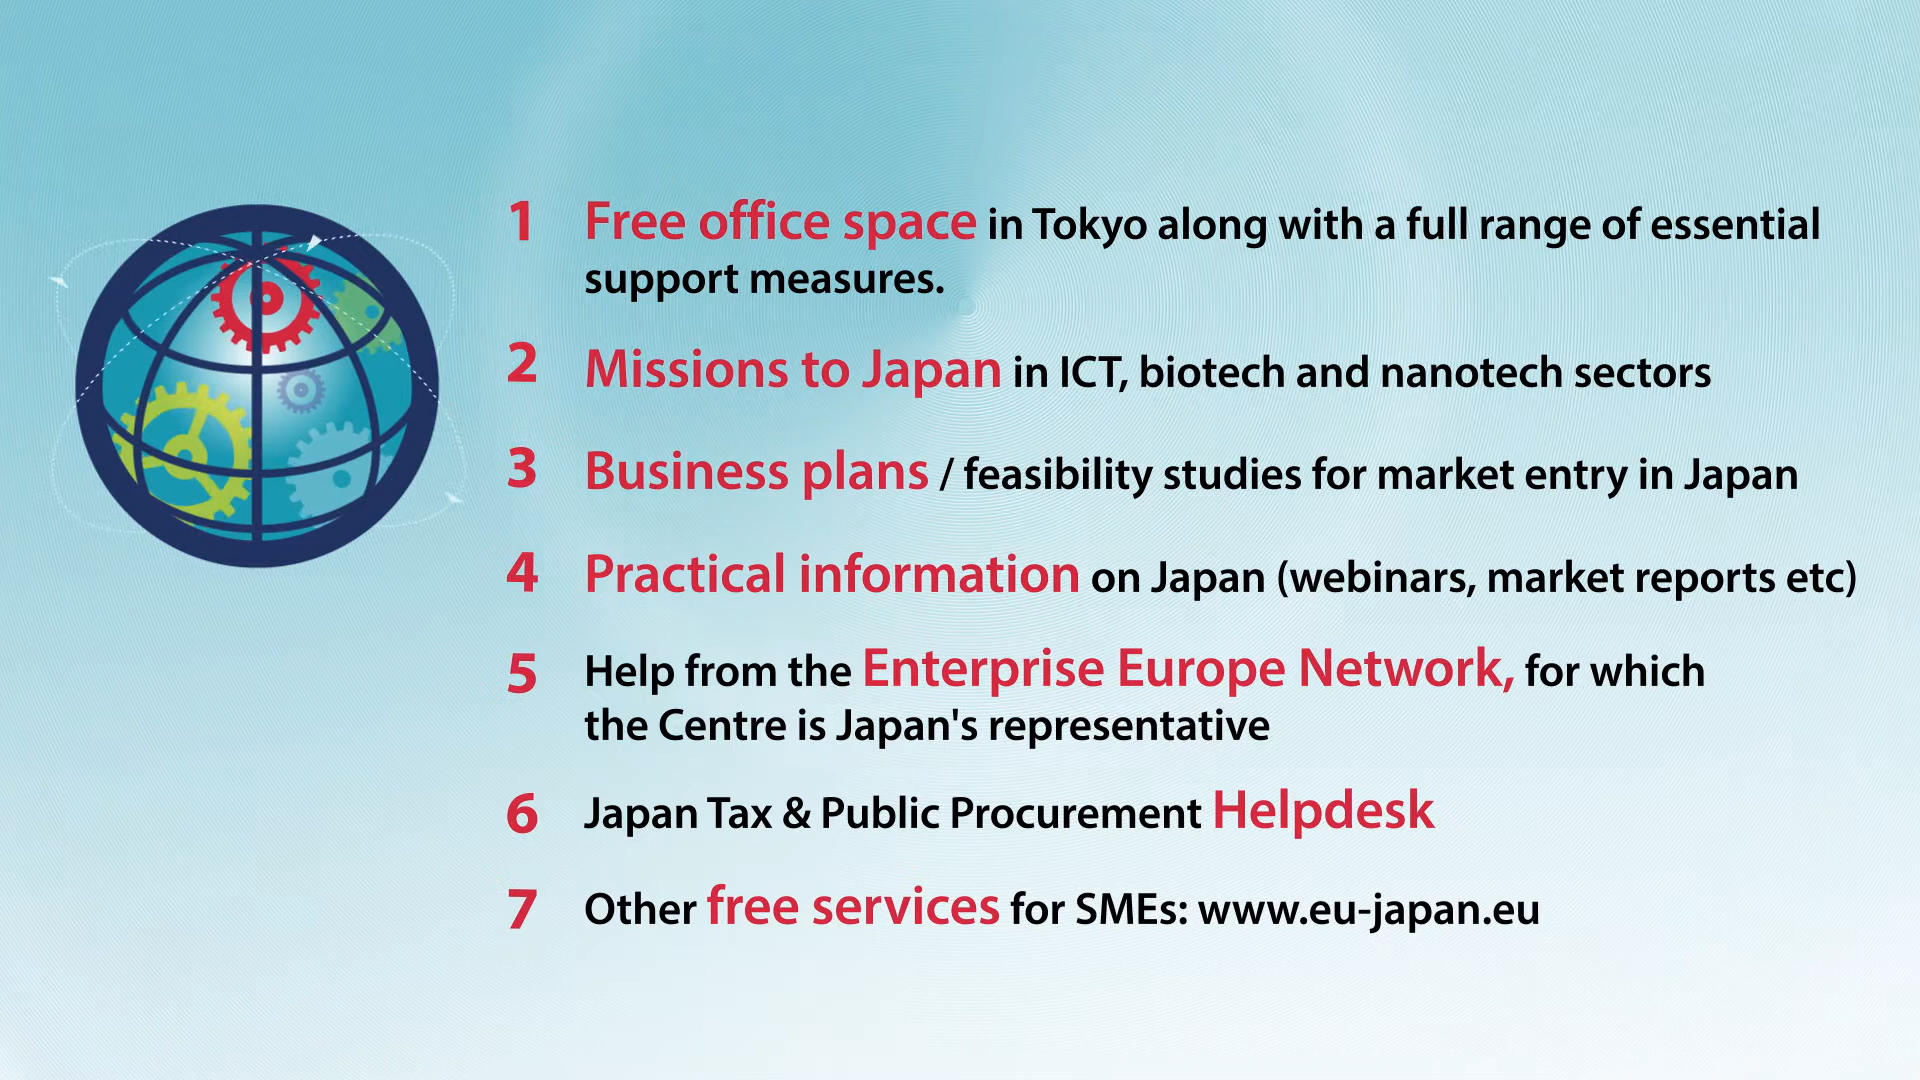 1 Free office space in Tokyo along with a full range of essential
support measures.
2 Missions to Japan in ICT, biotech and nanotech sectors
3 Business plans / feasibility studies for market entry in Japan
4 Practical information on Japan (webinars, market reports etc)
5 Help from the Enterprise Europe Network, for which
the Centre is Japan's representative
6 Japan Tax & Public Procurement Helpdesk
7 Other free services for SMEs: www.eu-japan.eu